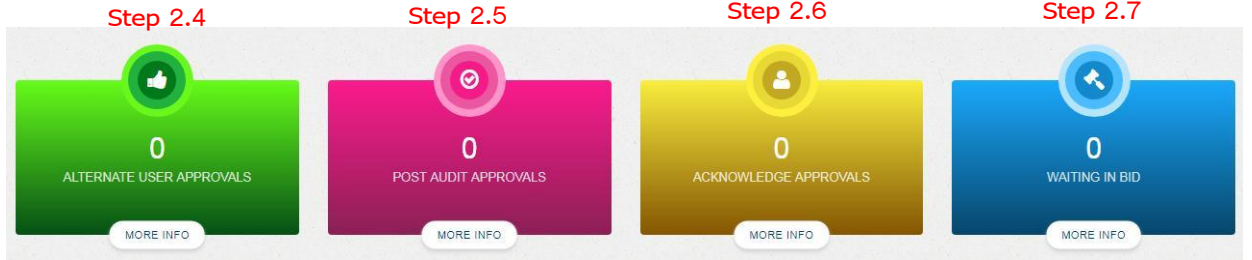 Step 2.4
Step 2.5
Step 2.6
Step 2.7
0
ALTERNATE USER APPROVALS
MORE INFO
0
POST AUDIT APPROVALS
MORE INFO
0
ACKNOWLEDGE APPROVALS
MORE INFO
0
WAITING IN BID
MORE INFO